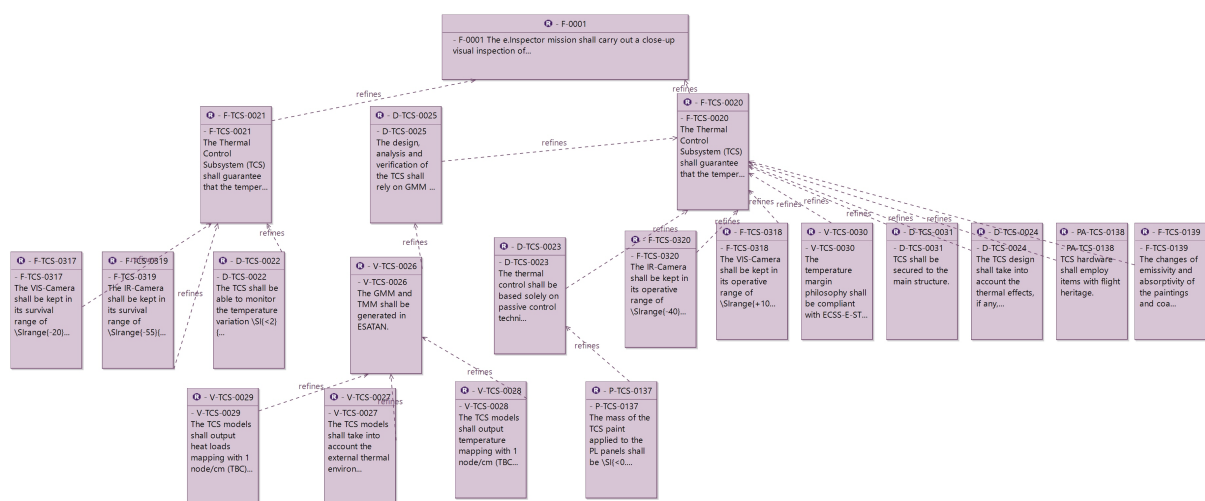 R - F-0001
- F-0001 The e.Inspector mission shall carry out a close-up
visual inspection of...
refines
refines
R - F-TCS-0021
- F-TCS-0021
The Thermal
Control
Subsystem (TCS)
shall guarantee
that the temper...
R - D-TCS-0025
- D-TCS-0025
The design,
analysis and
verification of
the TCS shall
rely on GMM ...
refines
R - F-TCS-0020
- F-TCS-0020
The Thermal
Control
Subsystem (TCS)
shall guarantee
that the temper...
R - F-TCS-0317
- F-TCS-0317
The VIS-Camera
shall be kept in
its survival
range of
\SIrange{-20}...
refines
R - F-TCS-0319
- F-TCS-0319
The IR-Camera
shall be kept in
its survival
range of
\SIrange{-55}{...
refines
refines
R - D-TCS-0022
- D-TCS-0022
The TCS shall be
able to monitor
the temperature
variation \SI{<2}
{...
refines
R - V-TCS-0026
- V-TCS-0026
The GMM and
TMM shall be
generated in
ESATAN.
refines
R - D-TCS-0023
- D-TCS-0023
The thermal
control shall be
based solely on
passive control
techni...
refines
R - F-TCS-0320
- F-TCS-0320
The IR-Camera
shall be kept in
its operative
range of
\SIrange{-40}...
refines
R - F-TCS-0318
- F-TCS-0318
The VIS-Camera
shall be kept in
its operative
range of
\SIrange{+10...
refines
refines
R - V-TCS-0030
- V-TCS-0030
The
temperature
margin
philosophy shall
be compliant
with ECSS-E-ST...
refines
R - D-TCS-0031
- D-TCS-0031
TCS shall be
secured to the
main structure.
refines
R - D-TCS-0024
- D-TCS-0024
The TCS design
shall take into
account the
thermal effects,
if any,...
refines
R - PA-TCS-0138
- PA-TCS-0138
TCS hardware
shall employ
items with flight
heritage.
refines
R - F-TCS-0139
- F-TCS-0139
The changes of
emissivity and
absorptivity of
the paintings
and coa...
refines
R - V-TCS-0029
- V-TCS-0029
The TCS models
shall output
heat loads
mapping with 1
node/cm (TBC)...
refines
R - V-TCS-0027
- V-TCS-0027
The TCS models
shall take into
account the
external thermal
environ...
refines
R - V-TCS-0028
- V-TCS-0028
The TCS models
shall output
temperature
mapping with 1
node/cm (TBC...
refines
R - P-TCS-0137
- P-TCS-0137
The mass of the
TCS paint
applied to the
PL panels shall
be \SI{<0....
refines